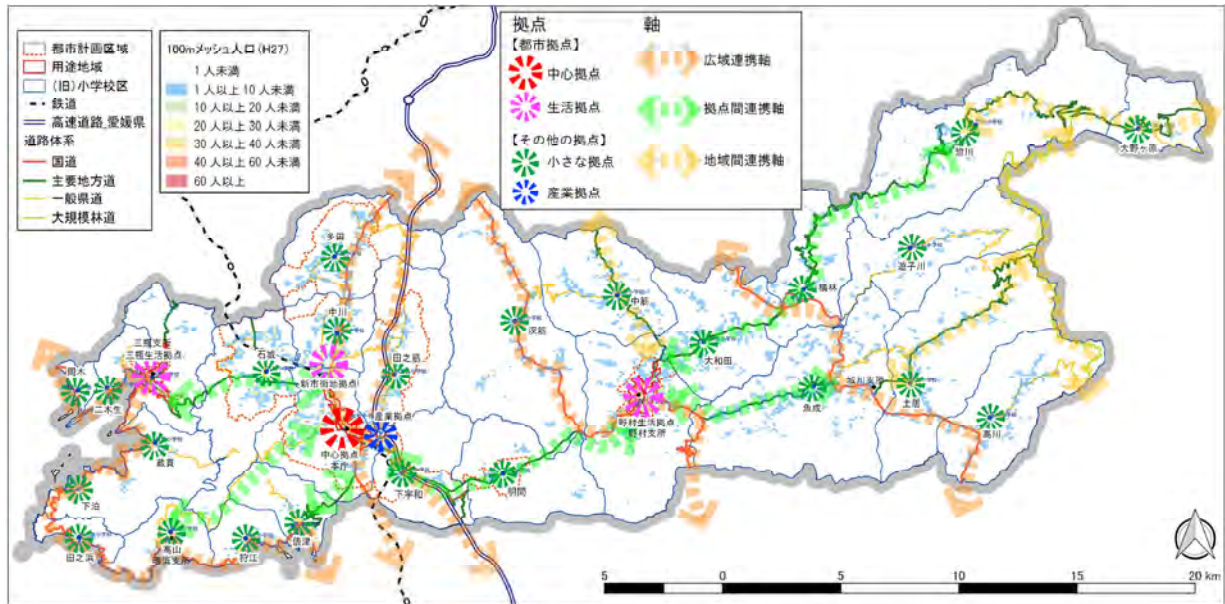 都市計画区域
用途地域
(旧)小学校区
鉄道
高速道路_愛媛県
道路体系
国道
主要地方道
一般県道
大規模林道
100mメッシュ人口(H27)
1人未満
1人以上10人未満
10人以上20人未満
20人以上30人未満
30人以上40人未満
40人以上60人未満
60人以上
拠点
【都市拠点】
中心拠点
生活拠点
【その他の拠点】
小さな拠点
産業拠点
軸
広域連携軸
拠点間連携軸
地域間連携軸
惣川
大野ヶ原
多田
遊子川
横林
中筋
中川
渓筋
大和田
三瓶支所
三瓶生活拠点
石城
田之筋
新市街地拠点
周木
二木生
魚成
城川支所
土居
野村生活拠点
野村支所
高川
産業拠点
中心拠点
本庁
蔵貫
下宇和
明間
下泊
田之浜
高山
狩江
俵津
5 0 5 10 15 20 km